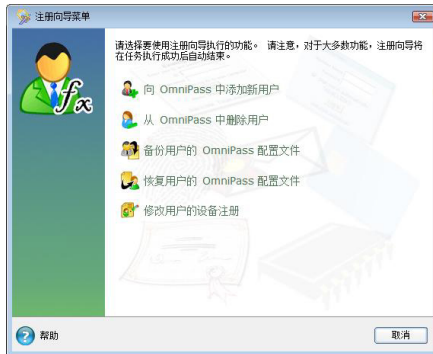 注册向导菜单
请选择要使用注册向导执行的功能。 请注意，对于大多数功能，注册向导将
在任务执行成功后自动结束。
fx
向 OmniPass 中添加新用户
从 OmniPass 中删除用户
备份用户的 OmniPass 配置文件
恢复用户的 OmniPass 配置文件
修改用户的设备注册
帮助
取消